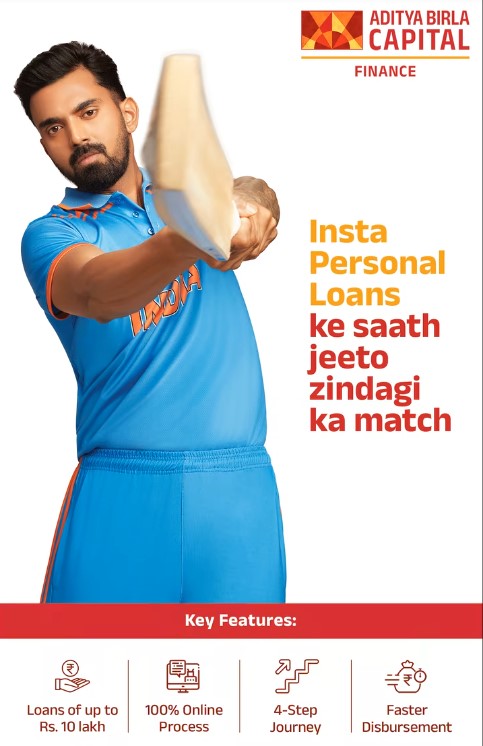 ADITYA BIRLA
CAPITAL
FINANCE
INDIA
Insta
Personal
Loans
ke saath
jeeto
zindagi
ka match
Key Features:
₹
Loans of up to
Rs. 10 lakh
100% Online
Process
4-Step
Journey
₹
Faster
Disbursement